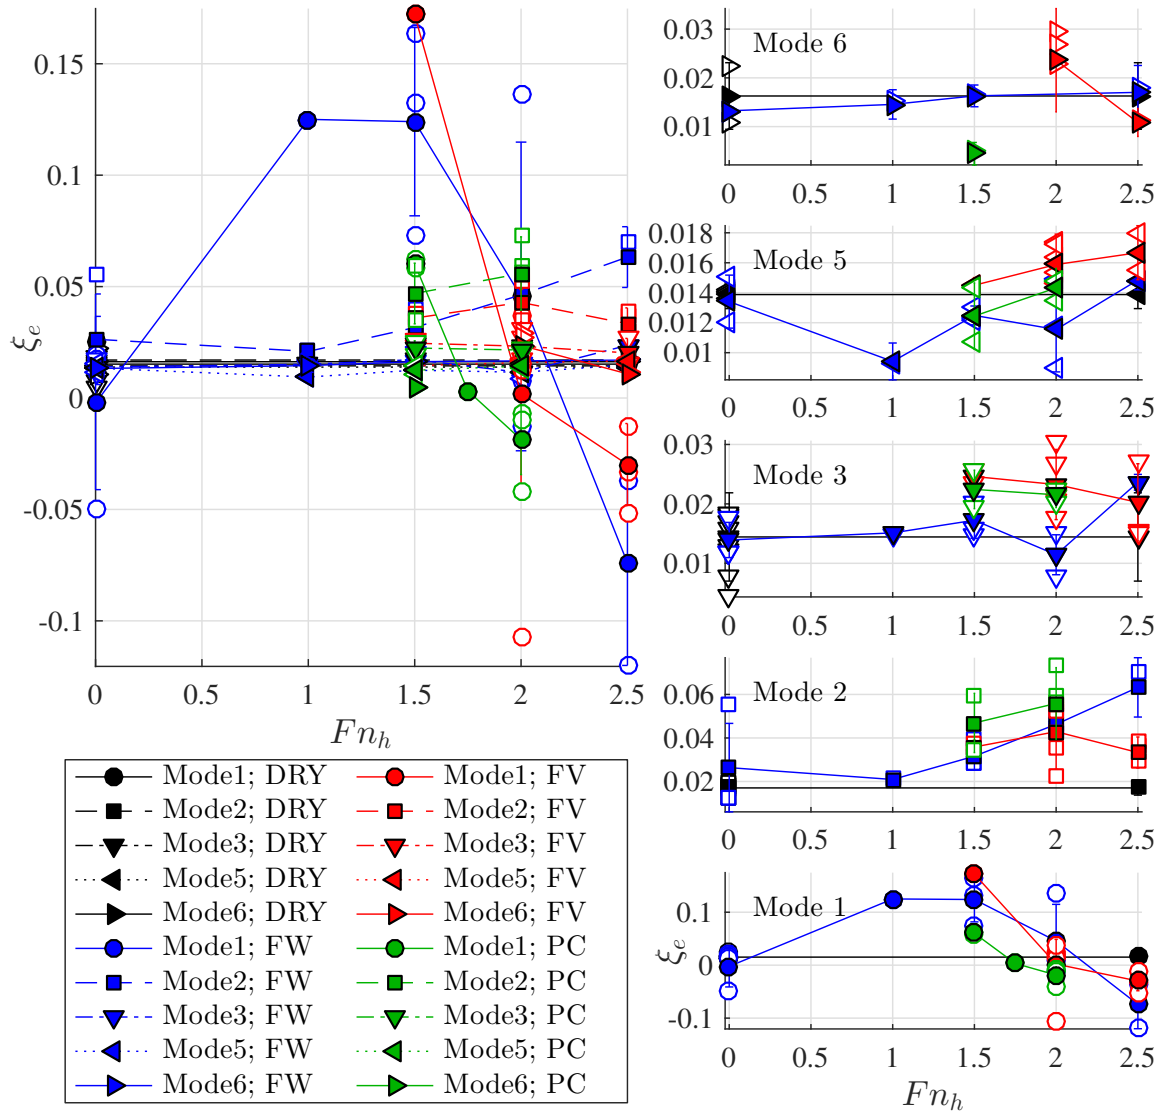 0.15
0.1
0.05
0
-0.05
-0.1
ξe
0 0.5 1 1.5 2 2.5
Fnh
Mode1; DRY Mode1; FV
Mode2; DRY Mode2; FV
Mode3; DRY Mode3; FV
Mode5; DRY Mode5; FV
Mode6; DRY Mode6; FV
Mode1; FW Mode1; PC
Mode2; FW Mode2; PC
Mode3; FW Mode3; PC
Mode5; FW Mode5; PC
Mode6; FW Mode6; PC
Mode 6
0.03
0.02
0.01
0 0.5 1 1.5 2 2.5
Mode 5
0.018
0.016
0.014
0.012
0.01
0 0.5 1 1.5 2 2.5
Mode 3
0.03
0.02
0.01
0 0.5 1 1.5 2 2.5
Mode 2
0.06
0.04
0.02
0 0.5 1 1.5 2 2.5
Mode 1
0.1
0
-0.1
ξe
0 0.5 1 1.5 2 2.5
Fnh